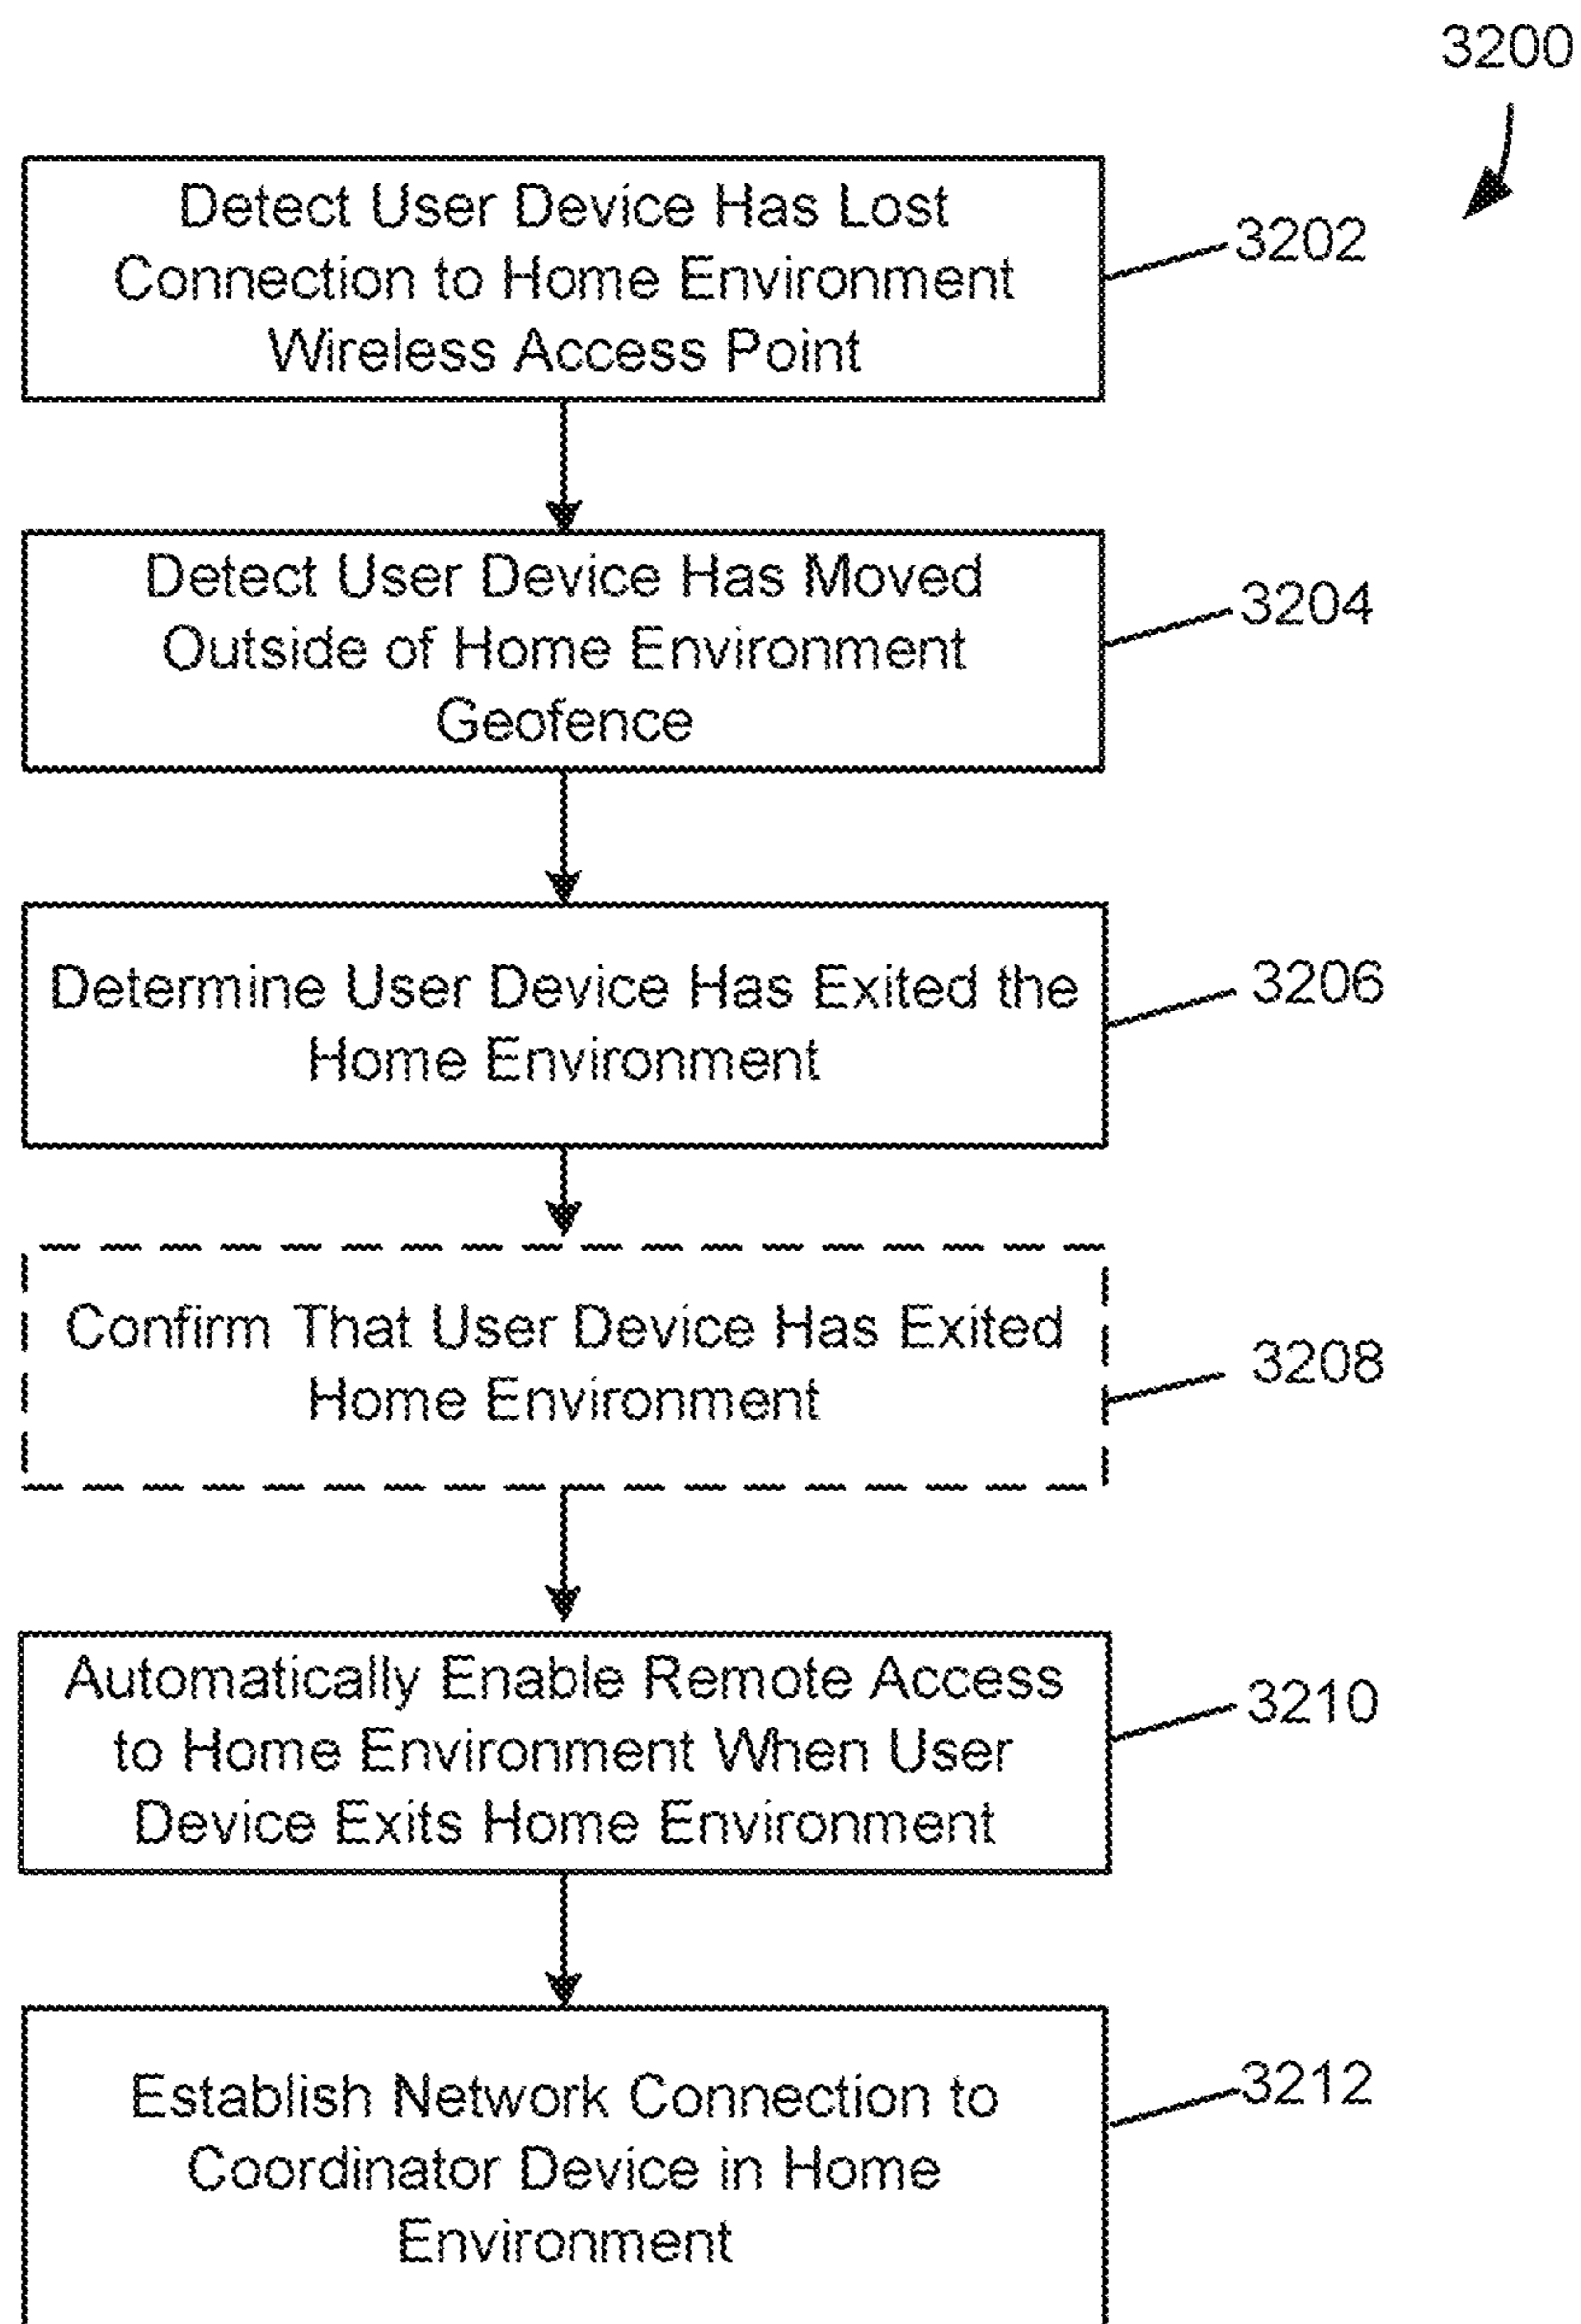 3200
Detect User Device Has Lost
Connection to Home Environment
Wireless Access Point
3202
Detect User Device Has Moved
Outside of Home Environment
Geofence
3204
Determine User Device Has Exited the
Home Environment
3206
Confirm That User Device Has Exited
Home Environment
3208
Automatically Enable Remote Access
to Home Environment When User
Device Exits Home Environment
3210
Establish Network Connection to
Coordinator Device in Home
Environment
3212